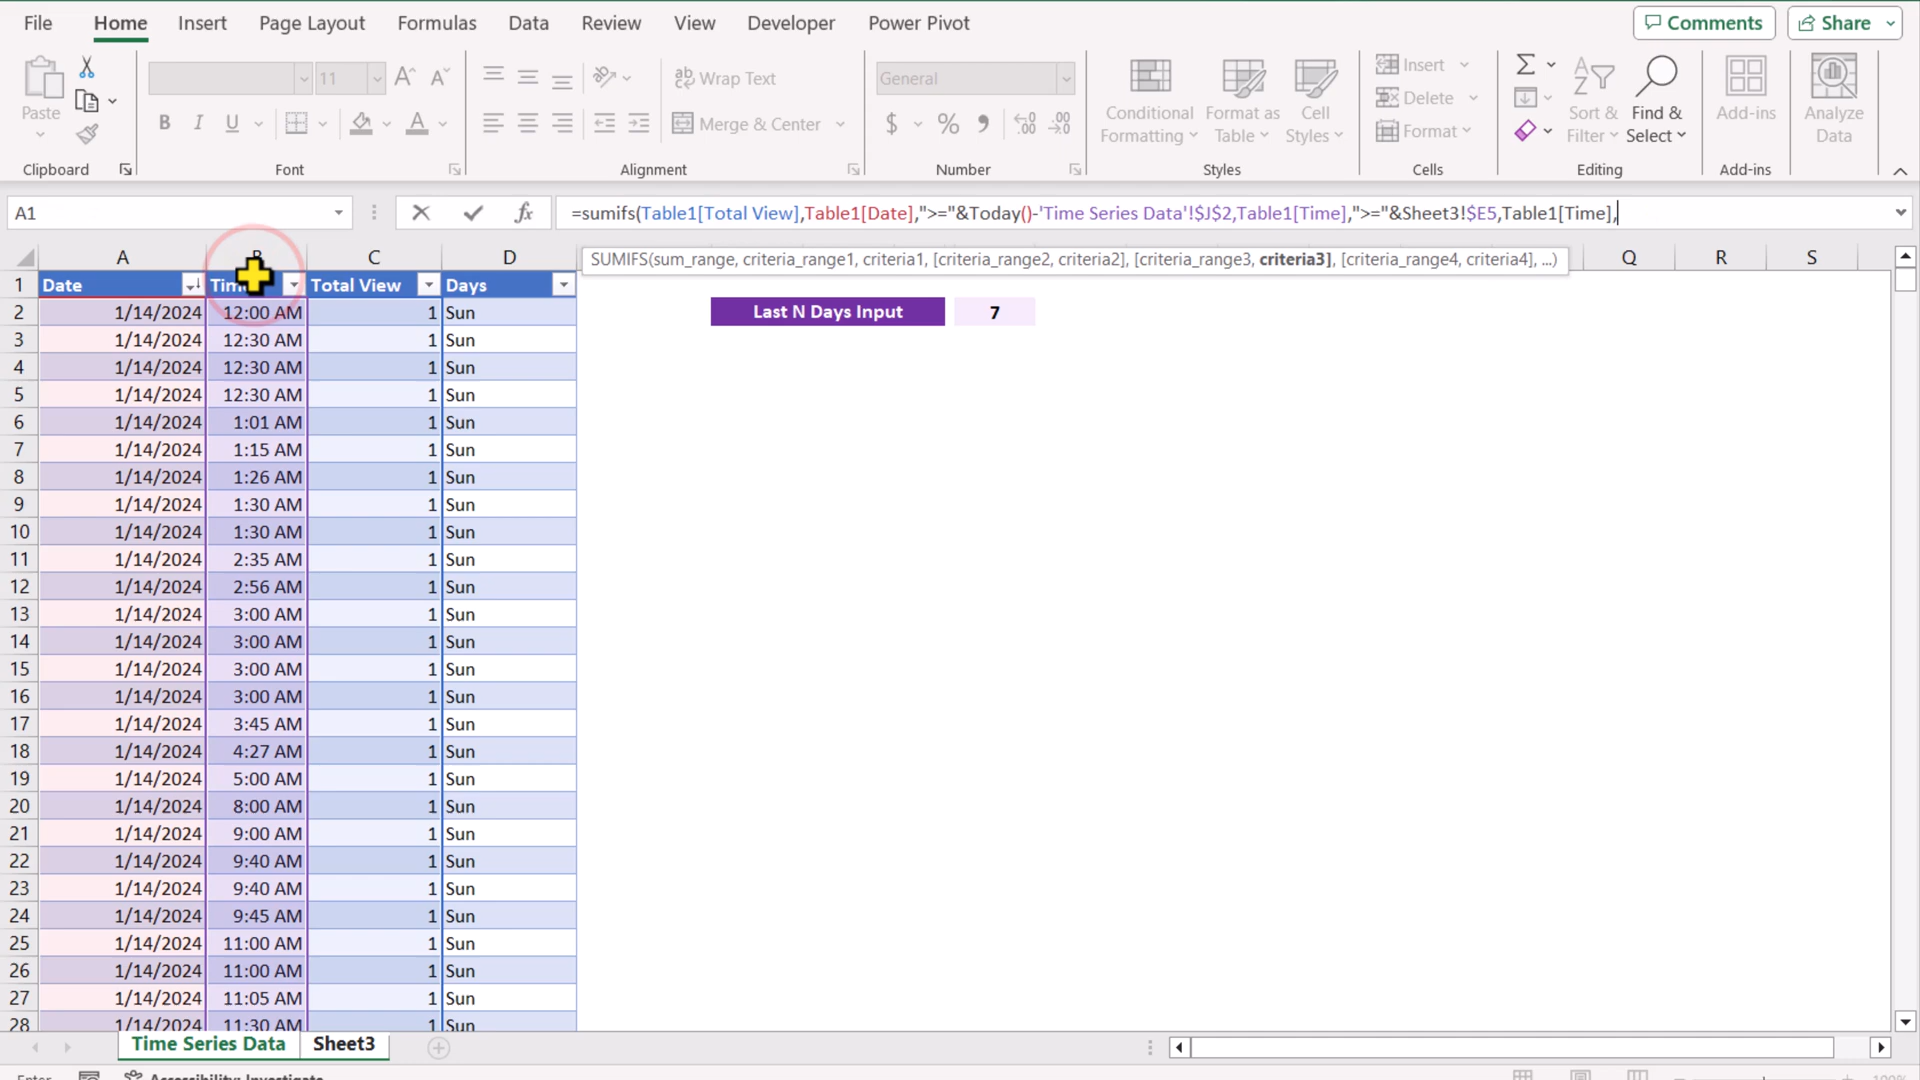 File Home Insert Page Layout Formulas Data Review View Developer Power Pivot Comments Share
11 Wrap Text General Insert
Paste Conditional Format as Cell Delete Sort & Find & Add-ins Analyze
B I U Merge & Center $ % Formatting Table Styles Format Filter Select Data
Clipboard Font Alignment Number Styles Cells Editing Add-ins
A1 fx =sumifs(Table1[Total View],Table1[Date],">="&Today()-'Time Series Data'!$J$2,Table1[Time],">="&Sheet3!$E5,Table1[Time],
SUMIFS(sum_range, criteria_range1, criteria1, [criteria_range2, criteria2], [criteria_range3, criteria3], [criteria_range4, criteria4], ...)
A B C D Q R S
1 Date Total View Days
2 1/14/2024 12:00 AM 1 Sun Last N Days Input 7
3 1/14/2024 12:30 AM 1 Sun
4 1/14/2024 12:30 AM 1 Sun
5 1/14/2024 12:30 AM 1 Sun
6 1/14/2024 1:01 AM 1 Sun
7 1/14/2024 1:15 AM 1 Sun
8 1/14/2024 1:26 AM 1 Sun
9 1/14/2024 1:30 AM 1 Sun
10 1/14/2024 1:30 AM 1 Sun
11 1/14/2024 2:35 AM 1 Sun
12 1/14/2024 2:56 AM 1 Sun
13 1/14/2024 3:00 AM 1 Sun
14 1/14/2024 3:00 AM 1 Sun
15 1/14/2024 3:00 AM 1 Sun
16 1/14/2024 3:00 AM 1 Sun
17 1/14/2024 3:45 AM 1 Sun
18 1/14/2024 4:27 AM 1 Sun
19 1/14/2024 5:00 AM 1 Sun
20 1/14/2024 8:00 AM 1 Sun
21 1/14/2024 9:00 AM 1 Sun
22 1/14/2024 9:40 AM 1 Sun
23 1/14/2024 9:40 AM 1 Sun
24 1/14/2024 9:45 AM 1 Sun
25 1/14/2024 11:00 AM 1 Sun
26 1/14/2024 11:00 AM 1 Sun
27 1/14/2024 11:05 AM 1 Sun
28 1/14/2024 11:30 AM 1 Sun
Time Series Data Sheet3
Enter Accessibility: Investigate 100%